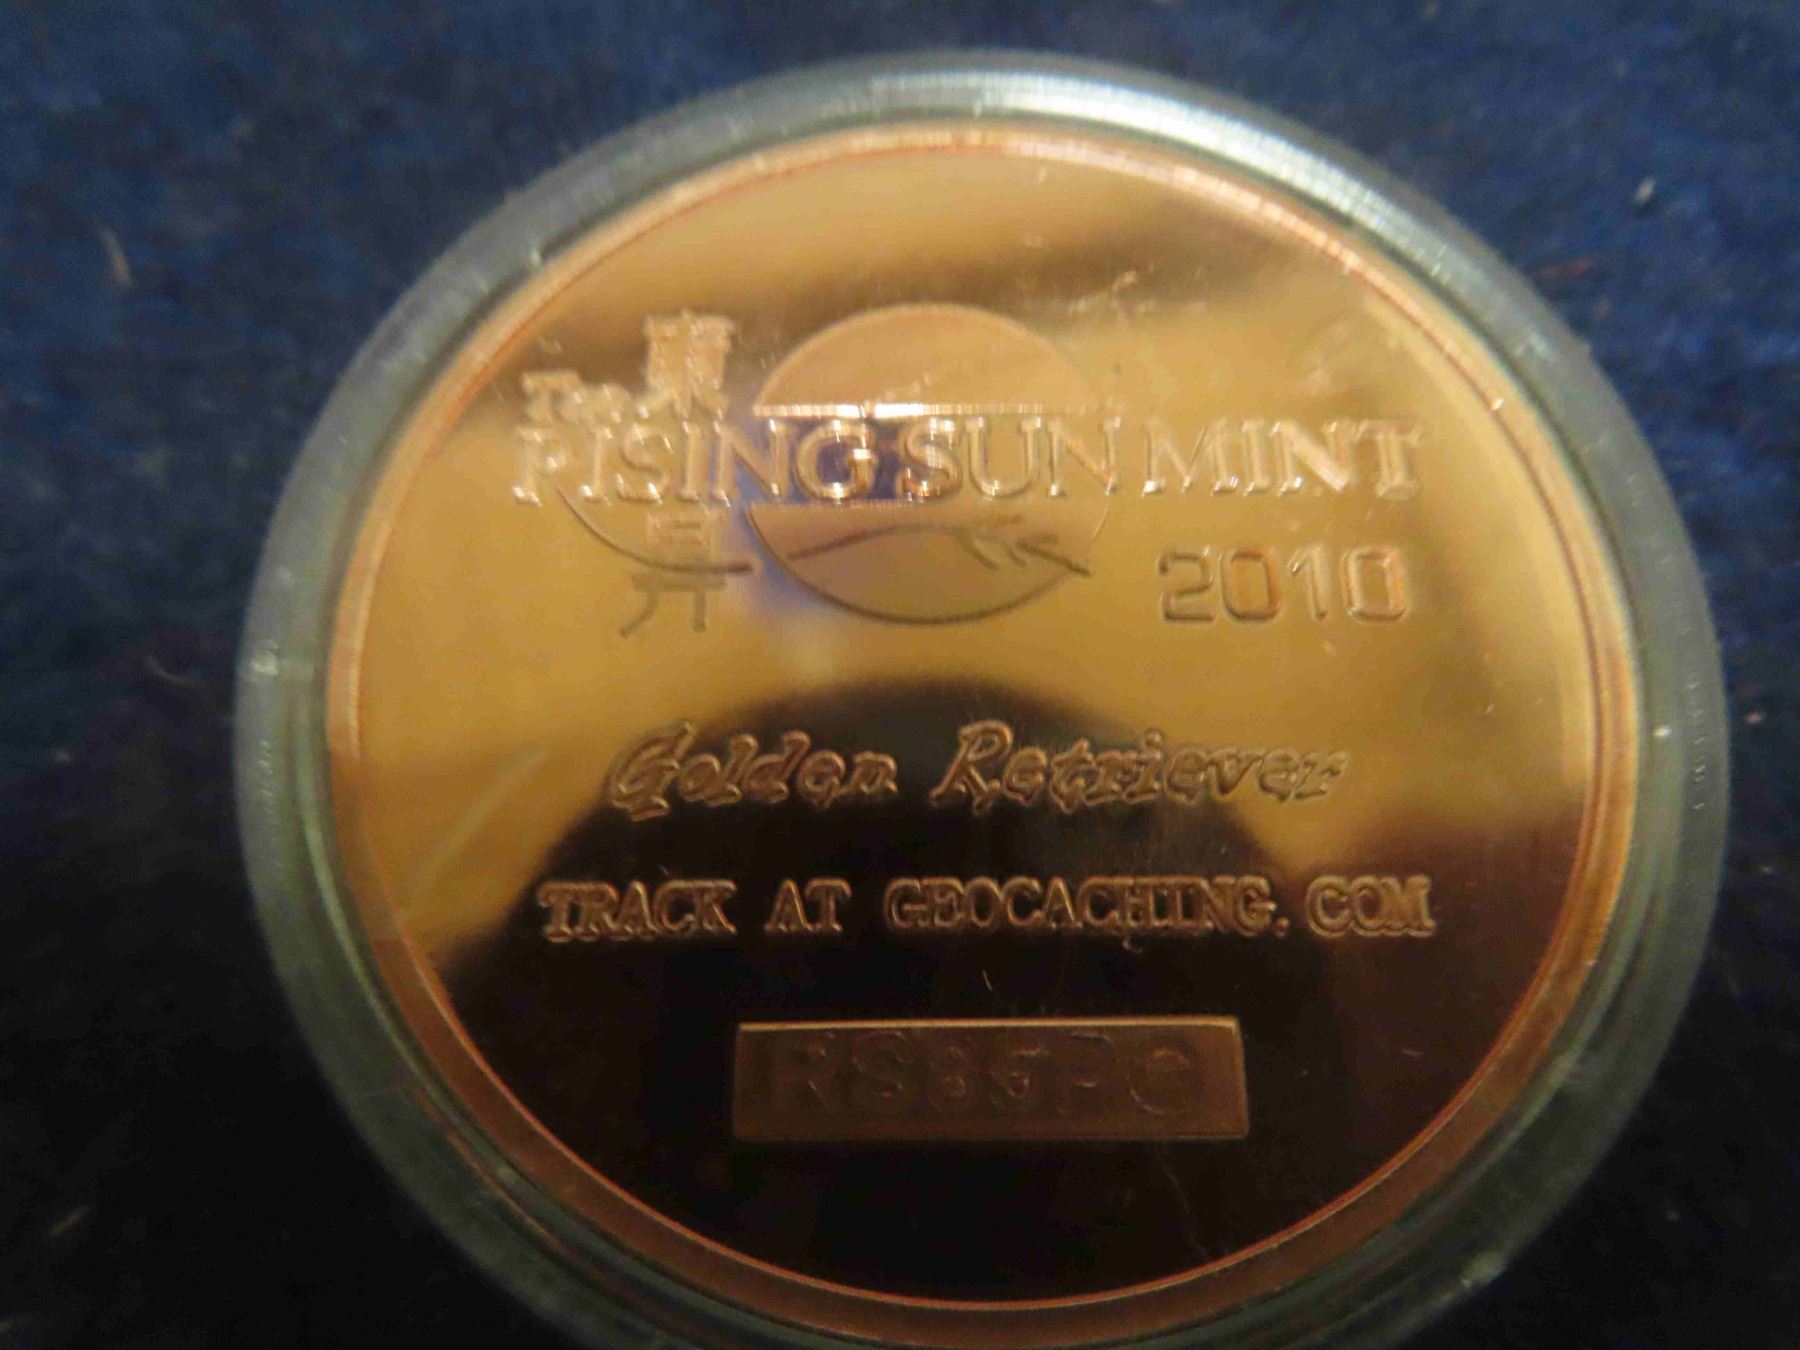 The
RISING SUN MINT
2010
Golden Retriever
TRACK AT GEOCACHING.COM